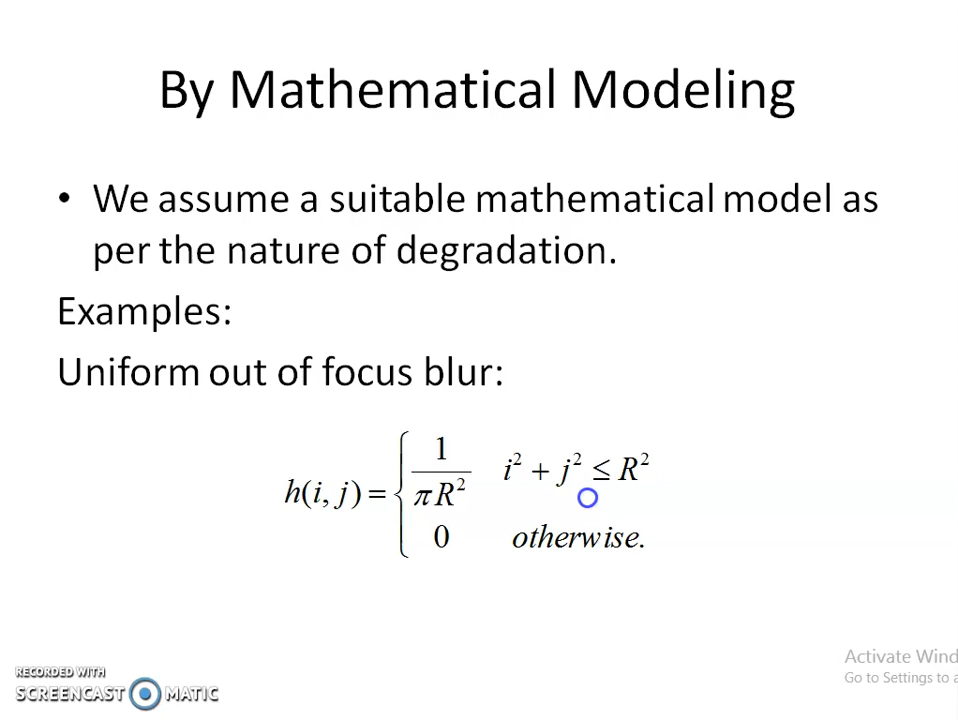 By Mathematical Modeling
• We assume a suitable mathematical model as
per the nature of degradation.
Examples:
Uniform out of focus blur:
h(i, j) = { 1/(πR²)   i² + j² ≤ R²
0   otherwise.
Activate Wind
Go to Settings to a
RECORDED WITH
SCREENCAST MATIC